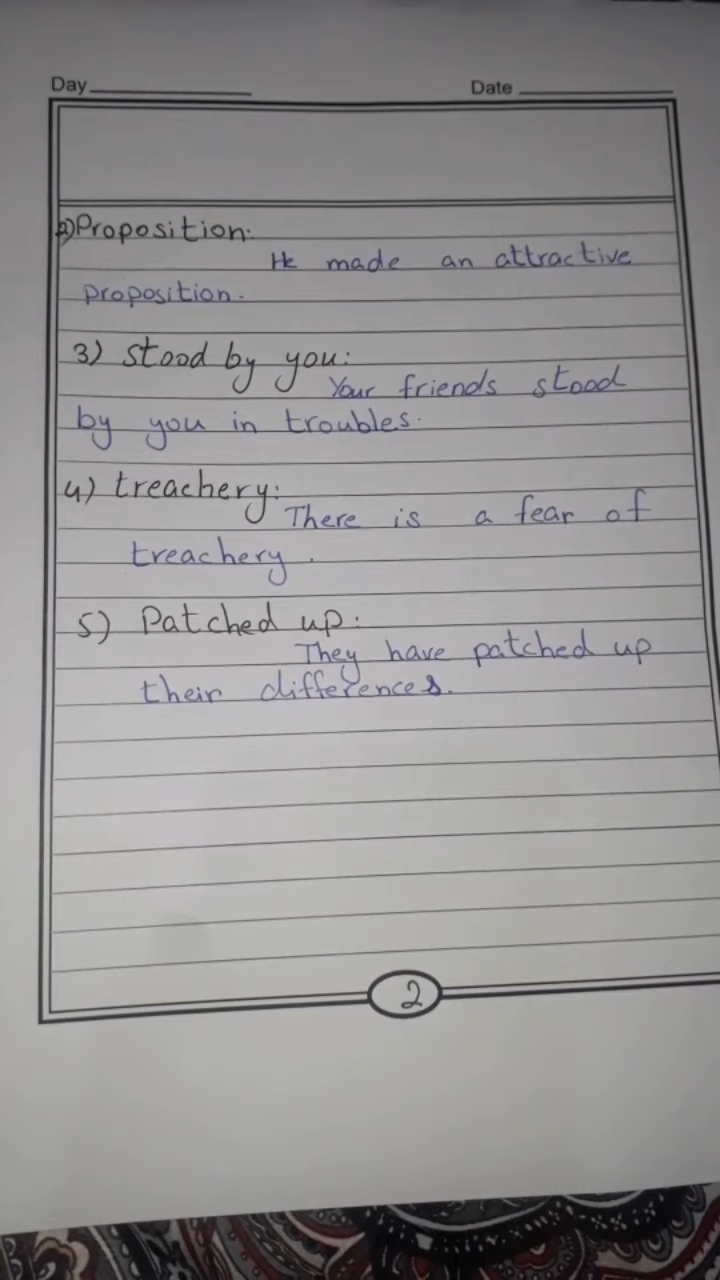 Day
Date
2) Proposition:
He made an attractive
proposition.
3) Stood by you:
Your friends stood
by you in troubles.
4) treachery:
There is a fear of
treachery.
5) Patched up:
They have patched up
their differences.
2